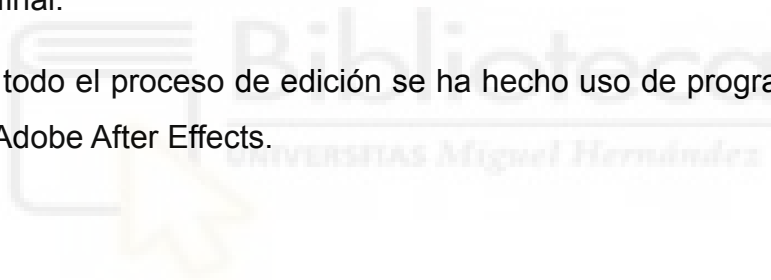 final.
todo el proceso de edición se ha hecho uso de progra
Adobe After Effects.
Biblioteca
UNIVERSITAS Miguel Hernández